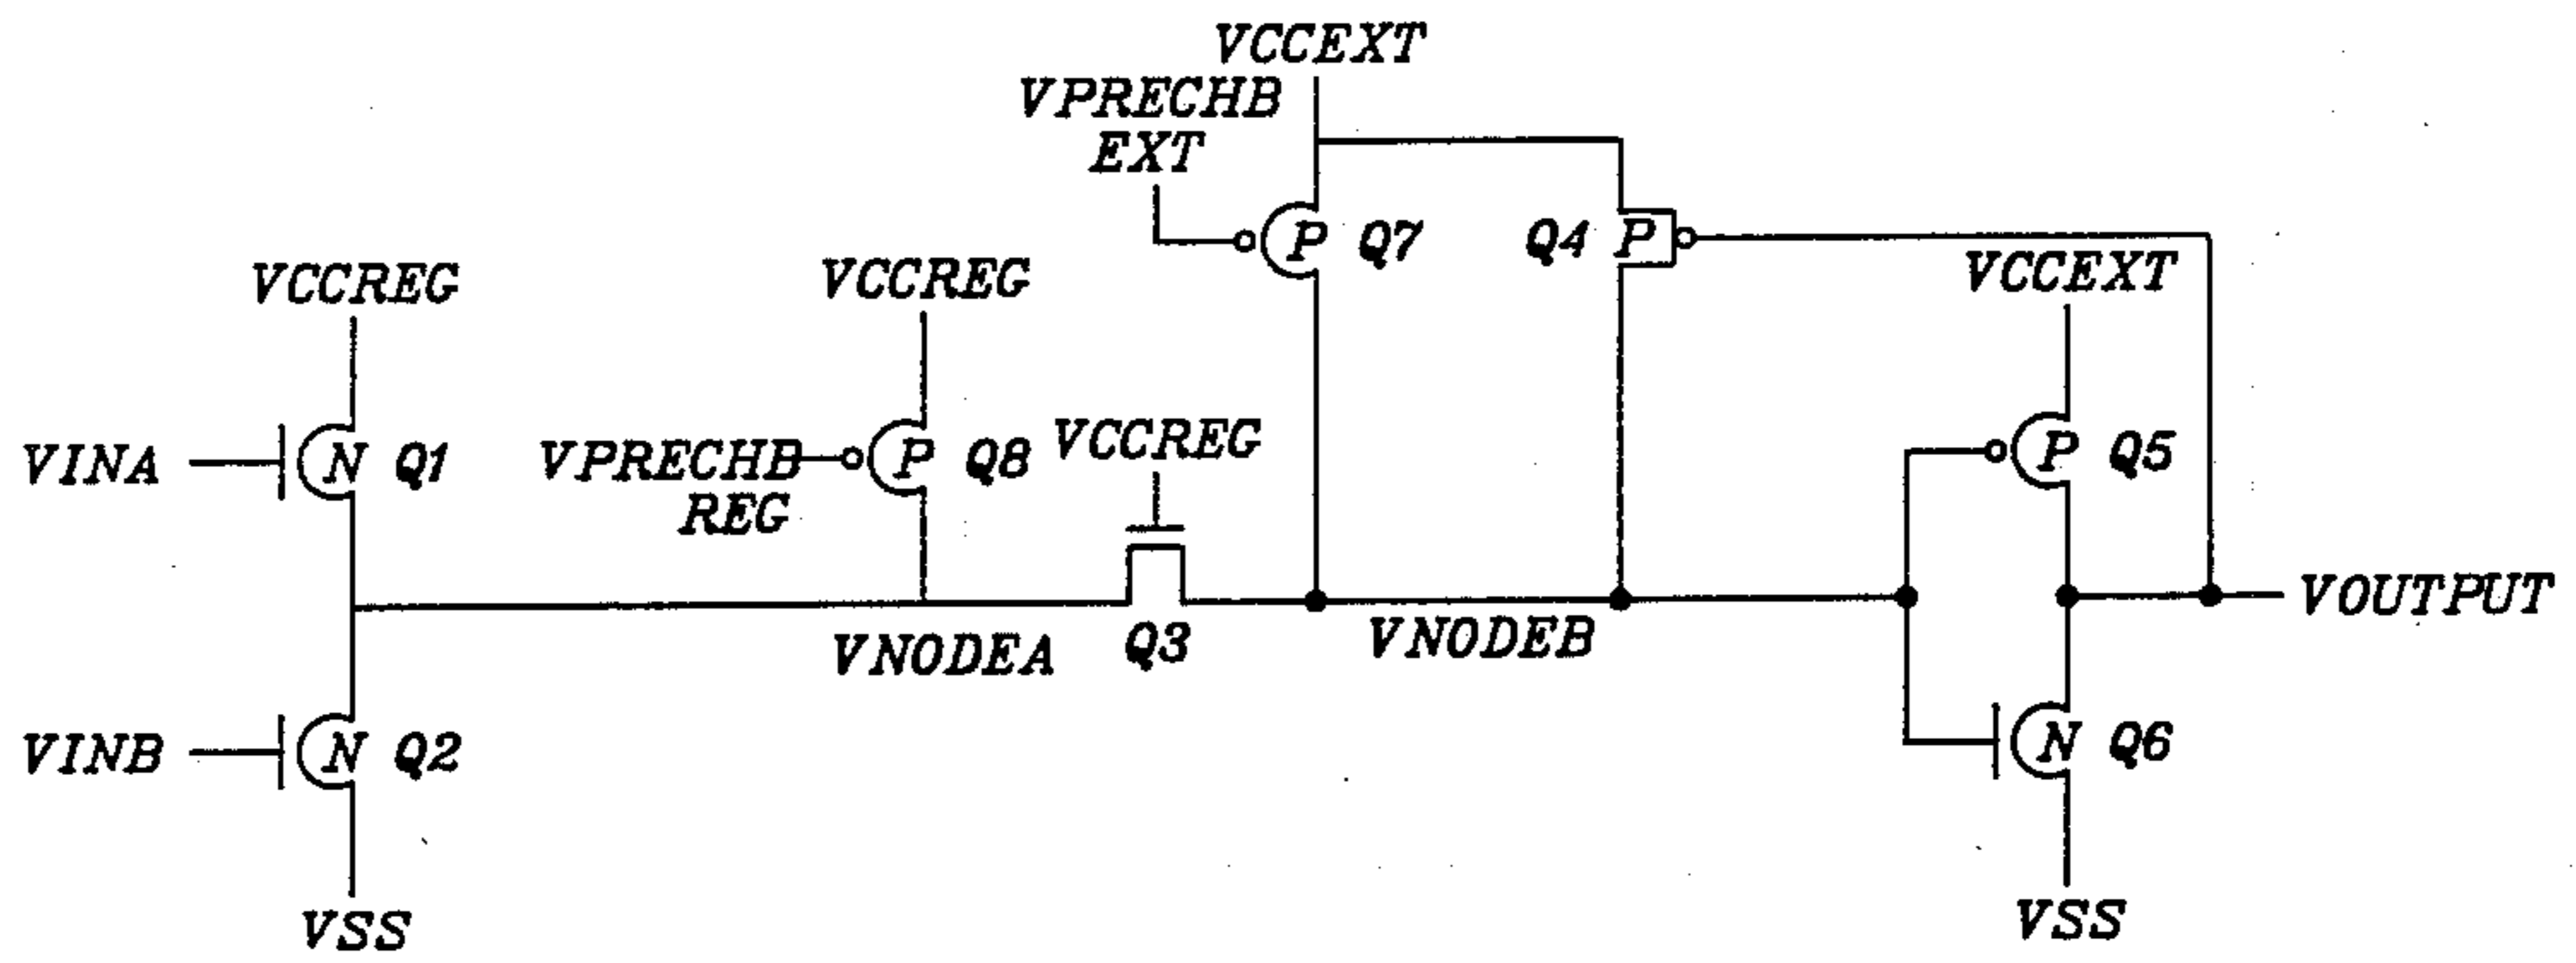 VCCEXT
VPRECHB
EXT
P Q7
Q4 P
VCCREG
VCCREG
VCCEXT
VINA
N Q1
VPRECHB
REG
P Q8
VCCREG
P Q5
VOUTPUT
VNODEA
Q3
VNODEB
VINB
N Q2
N Q6
VSS
VSS